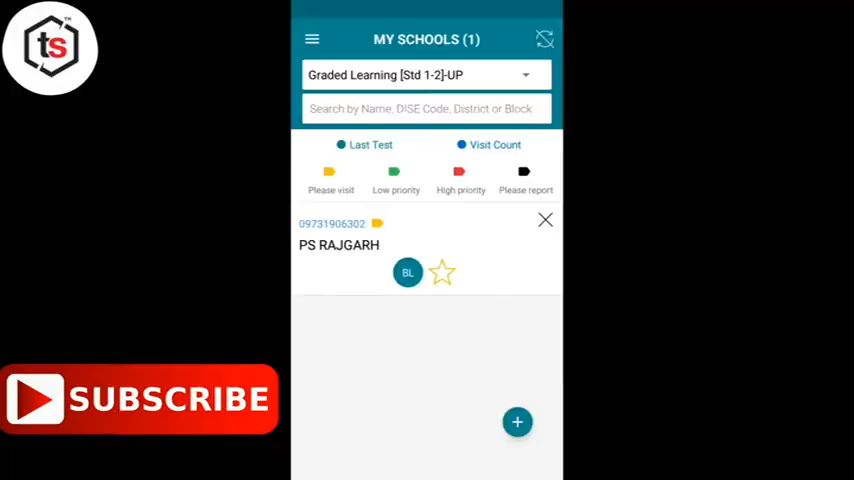 ts
TM
MY SCHOOLS (1)
Graded Learning [Std 1-2]-UP
Search by Name, DISE Code, District or Block
Last Test
Visit Count
Please visit
Low priority
High priority
Please report
09731906302
PS RAJGARH
BL
SUBSCRIBE
+